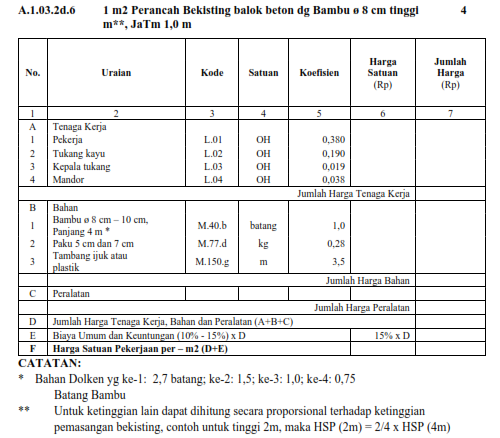 A.1.03.2d.6 1 m2 Perancah Bekisting balok beton dg Bambu ø 8 cm tinggi 4
m**, JaTm 1,0 m
No. Uraian Kode Satuan Koefisien Harga Satuan (Rp) Jumlah Harga (Rp)
1 2 3 4 5 6 7
A Tenaga Kerja
1 Pekerja L.01 OH 0,380
2 Tukang kayu L.02 OH 0,190
3 Kepala tukang L.03 OH 0,019
4 Mandor L.04 OH 0,038
Jumlah Harga Tenaga Kerja
B Bahan
1 Bambu ø 8 cm – 10 cm, Panjang 4 m * M.40.b batang 1,0
2 Paku 5 cm dan 7 cm M.77.d kg 0,28
3 Tambang ijuk atau plastik M.150.g m 3,5
Jumlah Harga Bahan
C Peralatan
Jumlah Harga Peralatan
D Jumlah Harga Tenaga Kerja, Bahan dan Peralatan (A+B+C)
E Biaya Umum dan Keuntungan (10% - 15%) x D 15% x D
F Harga Satuan Pekerjaan per – m2 (D+E)
CATATAN:
* Bahan Dolken yg ke-1: 2,7 batang; ke-2: 1,5; ke-3: 1,0; ke-4: 0,75
Batang Bambu
** Untuk ketinggian lain dapat dihitung secara proporsional terhadap ketinggian
pemasangan bekisting, contoh untuk tinggi 2m, maka HSP (2m) = 2/4 x HSP (4m)